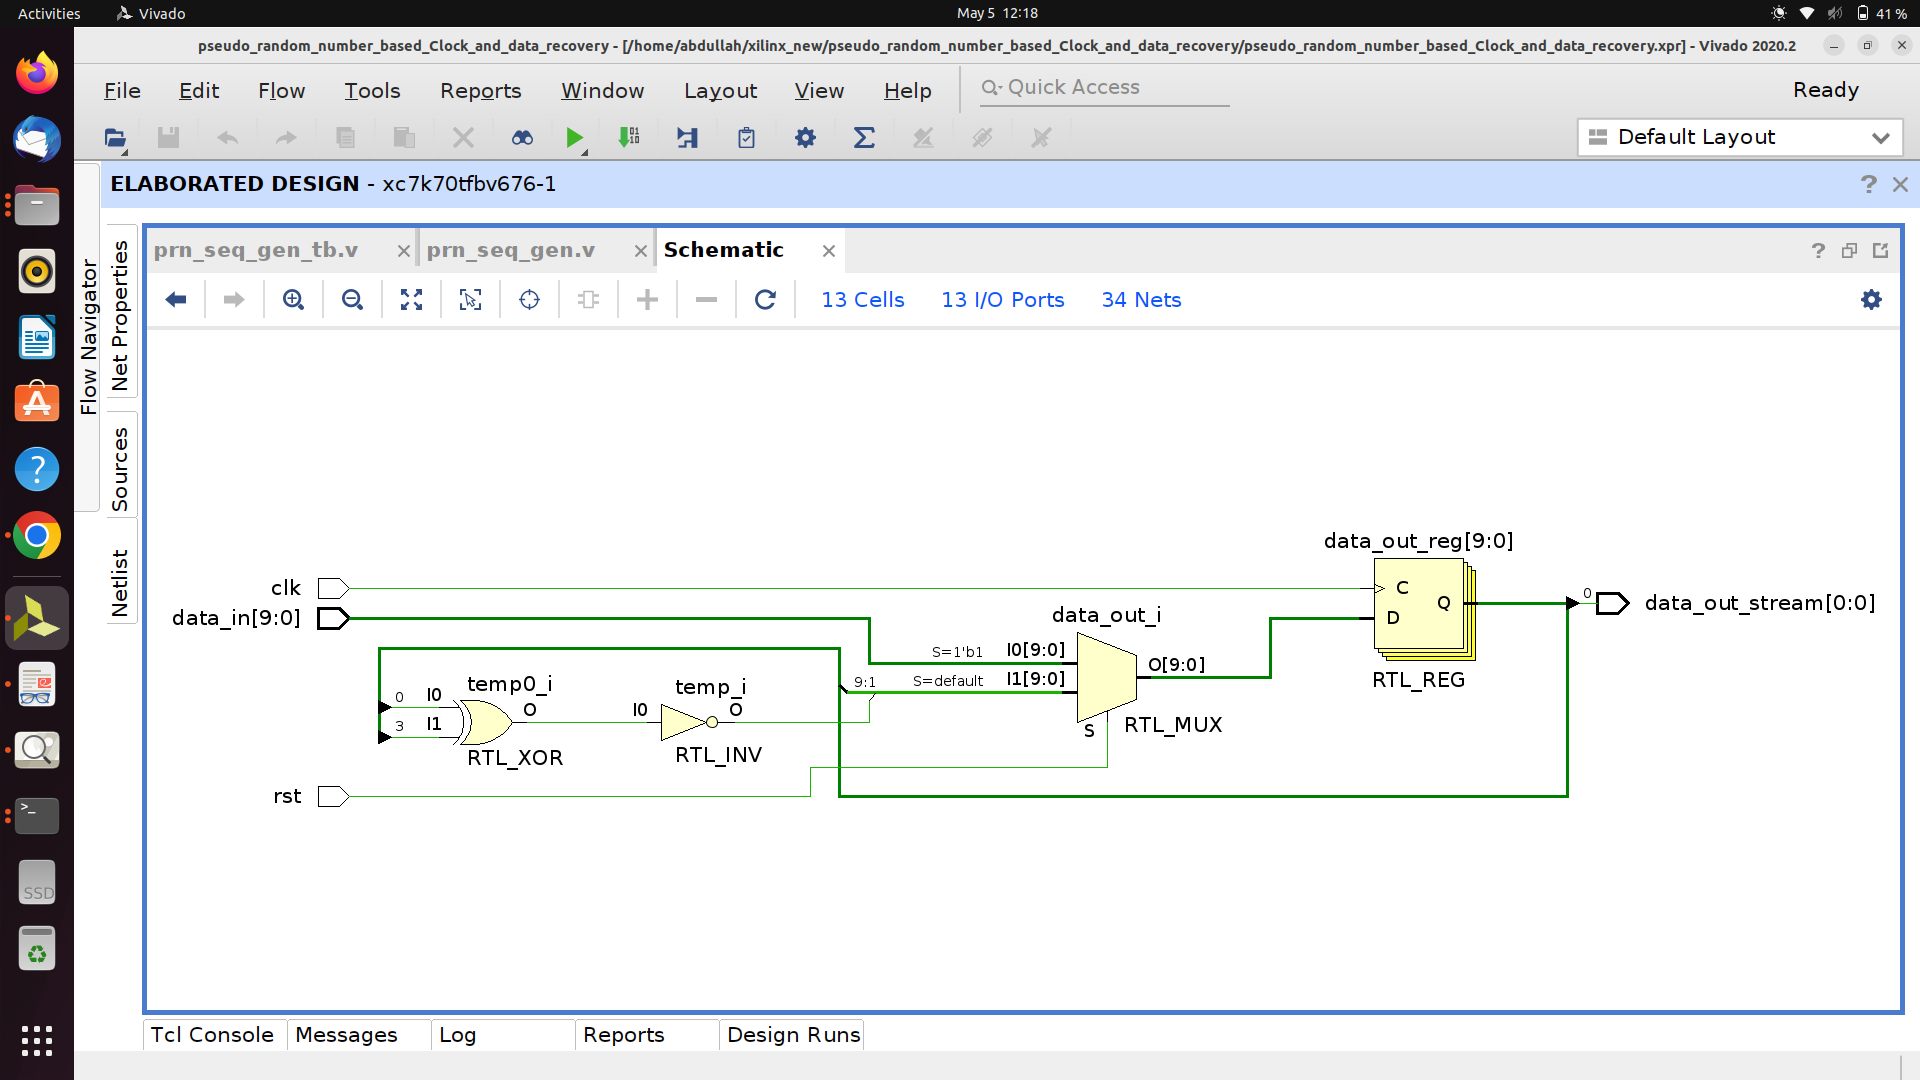 Activities Vivado May 5 12:18 41 %
pseudo_random_number_based_Clock_and_data_recovery - [/home/abdullah/xilinx_new/pseudo_random_number_based_Clock_and_data_recovery/pseudo_random_number_based_Clock_and_data_recovery.xpr] - Vivado 2020.2
File Edit Flow Tools Reports Window Layout View Help Quick Access Ready
Default Layout
ELABORATED DESIGN - xc7k70tfbv676-1
Flow Navigator
Net Properties
Sources
Netlist
prn_seq_gen_tb.v prn_seq_gen.v Schematic
13 Cells 13 I/O Ports 34 Nets
data_out_reg[9:0]
clk
C
Q
D
RTL_REG
0
data_out_stream[0:0]
data_in[9:0]
data_out_i
S=1'b1 I0[9:0]
9:1 S=default I1[9:0]
O[9:0]
S
RTL_MUX
temp0_i
0 I0
3 I1
O
RTL_XOR
temp_i
I0 O
RTL_INV
rst
SSD
Tcl Console Messages Log Reports Design Runs